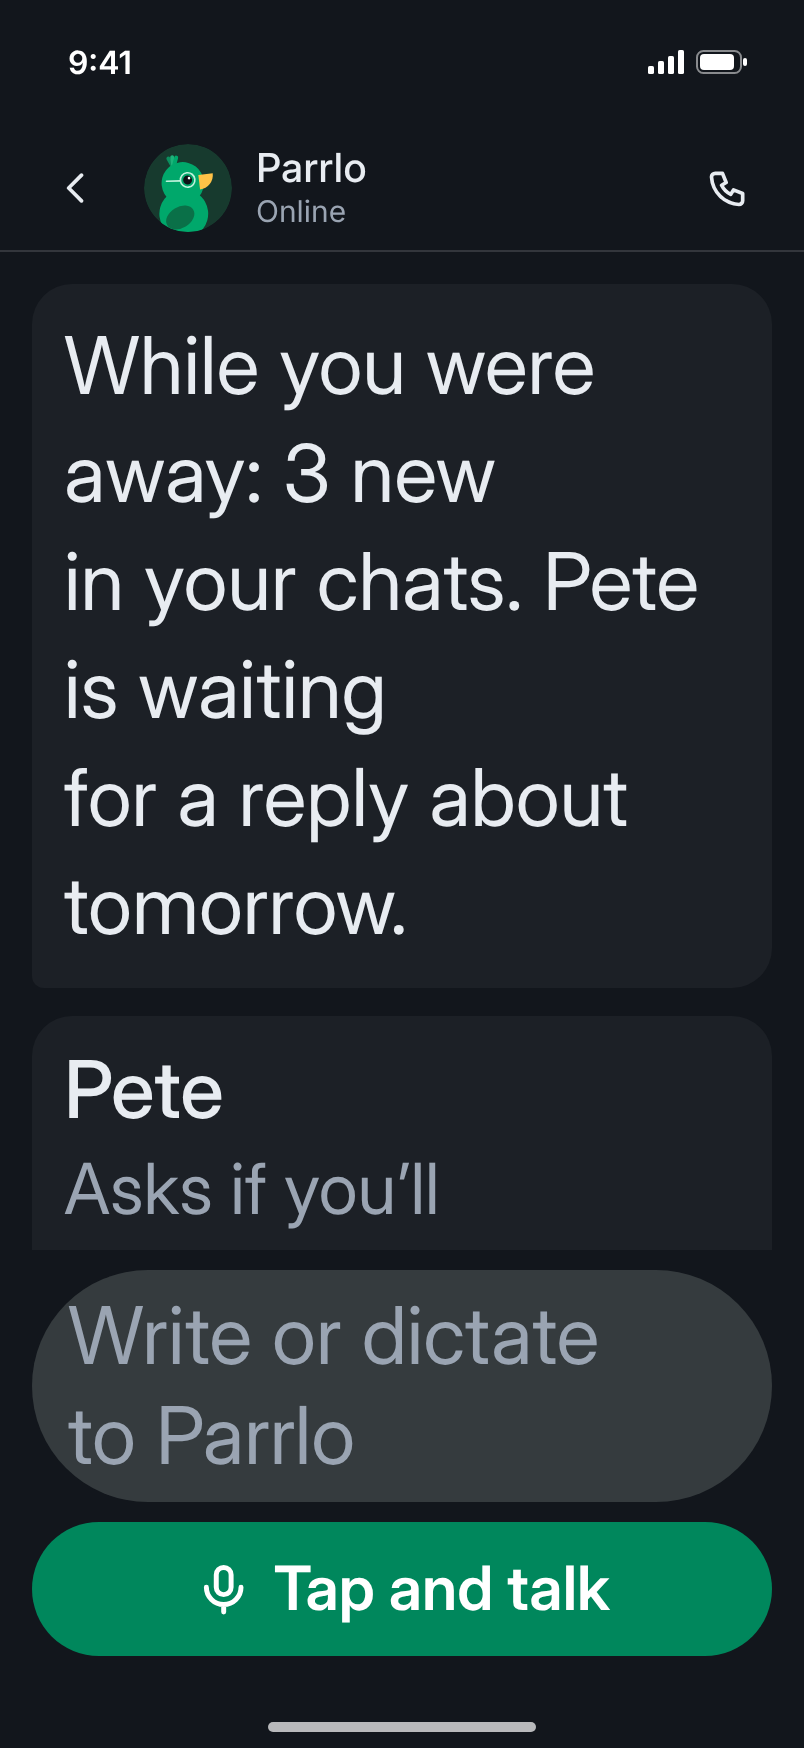 9:41
Parrlo
Online
While you were
away: 3 new
in your chats. Pete
is waiting
for a reply about
tomorrow.
Pete
Asks if you’ll
Write or dictate
to Parrlo
Tap and talk